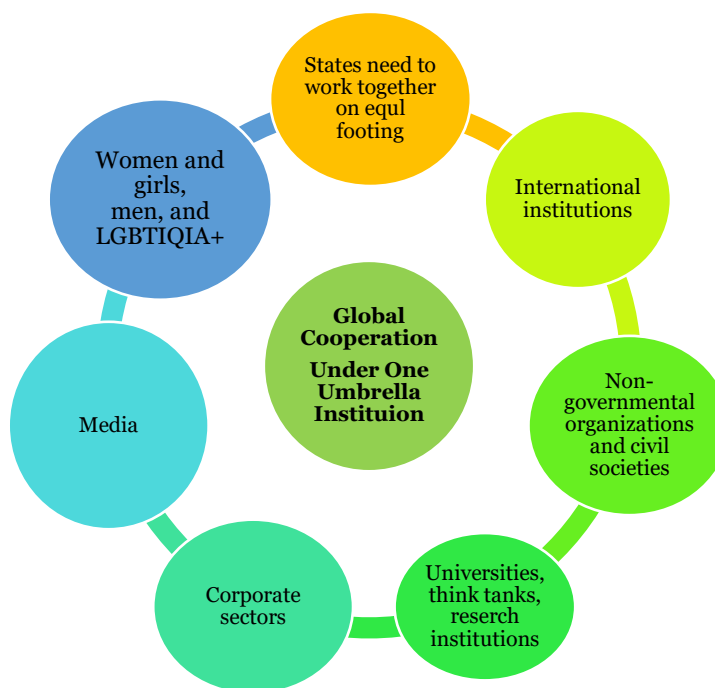 States need to
work together
on equl
footing
International
institutions
Non-
governmental
organizations
and civil
societies
Universities,
think tanks,
reserch
institutions
Corporate
sectors
Media
Women and
girls,
men, and
LGBTIQIA+
Global
Cooperation
Under One
Umbrella
Instituion